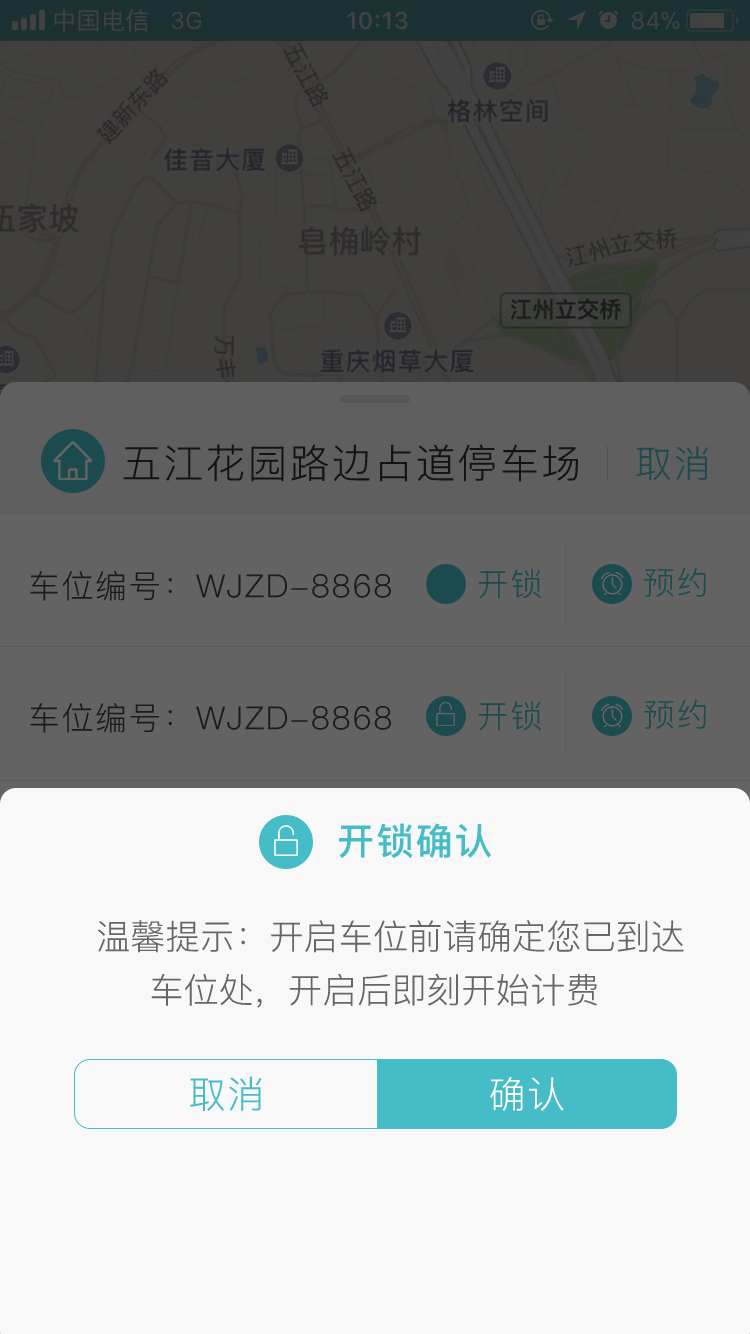 中国电信 3G 10:13 84%
建新东路
五江路
格林空间
佳音大厦
五江路
伍家坡
皂桷岭村
江州立交桥
江州立交桥
万丰
重庆烟草大厦
五江花园路边占道停车场 取消
车位编号：WJZD-8868 开锁 预约
车位编号：WJZD-8868 开锁 预约
开锁确认
温馨提示：开启车位前请确定您已到达
车位处，开启后即刻开始计费
取消 确认